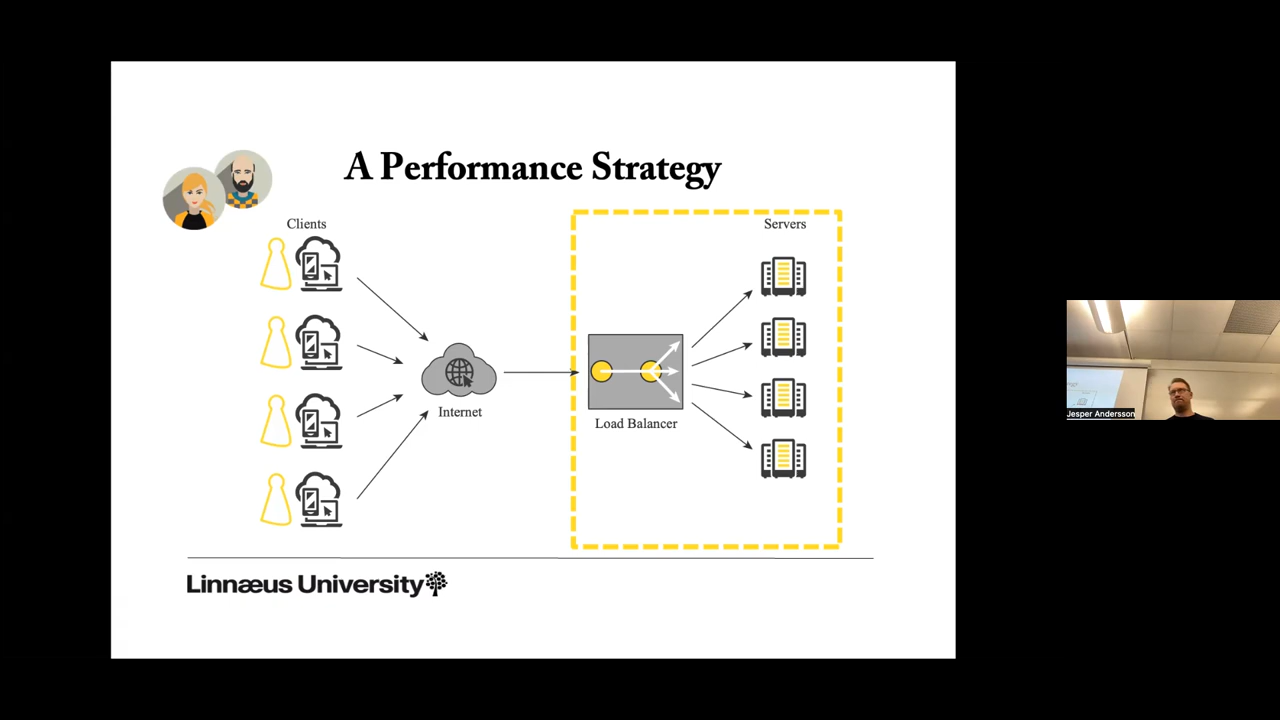 A Performance Strategy
Clients
Servers
Internet
Load Balancer
Linnæus University
Jesper Andersson